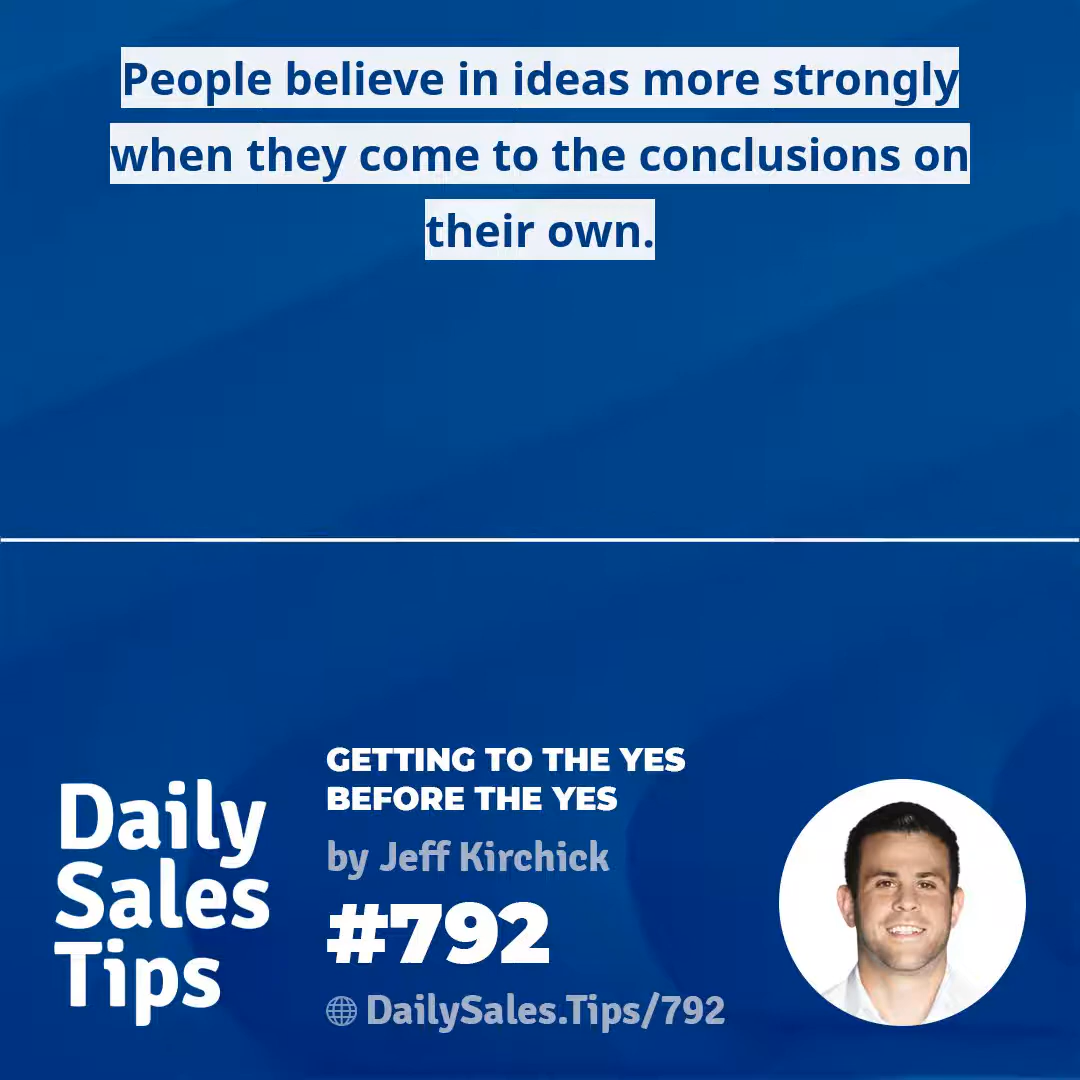 People believe in ideas more strongly
when they come to the conclusions on
their own.
GETTING TO THE YES
BEFORE THE YES
by Jeff Kirchick
#792
DailySales.Tips/792
Daily
Sales
Tips